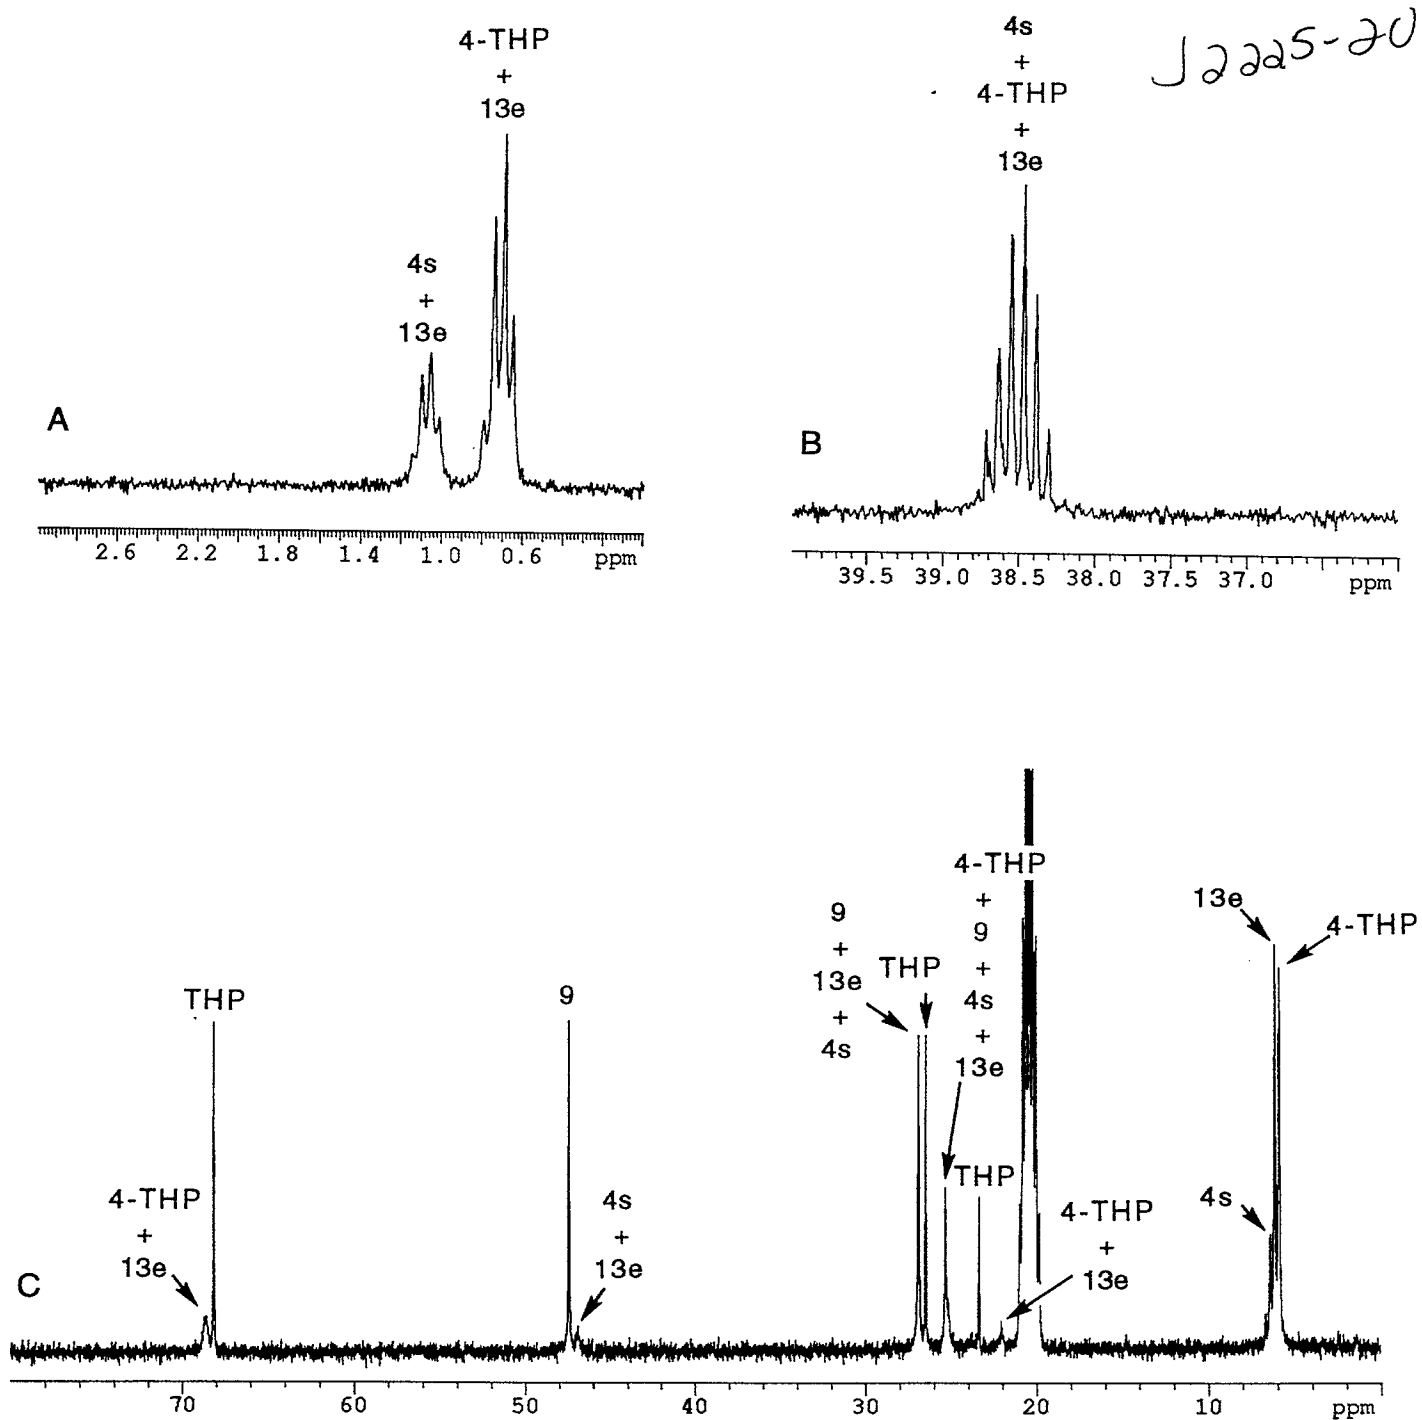 J2225-20
4-THP
+
13e
4s
+
13e
A
2.6 2.2 1.8 1.4 1.0 0.6 ppm
4s
+
4-THP
+
13e
B
39.5 39.0 38.5 38.0 37.5 37.0 ppm
THP
4-THP
+
13e
C
9
4s
+
13e
9
+
13e
+
4s
THP
4-THP
+
9
+
4s
+
13e
THP
4-THP
+
13e
13e
4-THP
4s
70 60 50 40 30 20 10 ppm